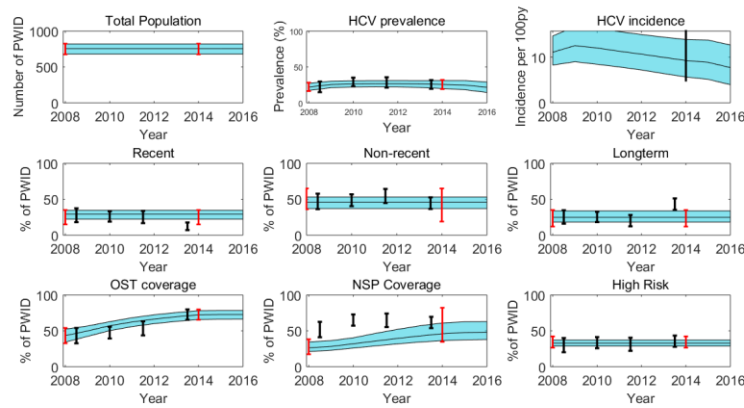 Total Population
HCV prevalence
HCV incidence
Number of PWID
1000
500
0
2008 2010 2012 2014 2016
Year
Prevalence (%)
100
50
0
2008 2010 2012 2014 2016
Year
Incidence per 100py
10
0
2008 2010 2012 2014 2016
Year
Recent
Non-recent
Longterm
% of PWID
100
50
0
2008 2010 2012 2014 2016
Year
% of PWID
100
50
0
2008 2010 2012 2014 2016
Year
% of PWID
100
50
0
2008 2010 2012 2014 2016
Year
OST coverage
NSP Coverage
High Risk
% of PWID
100
50
0
2008 2010 2012 2014 2016
Year
% of PWID
100
50
0
2008 2010 2012 2014 2016
Year
%of PWID
100
50
0
2008 2010 2012 2014 2016
Year